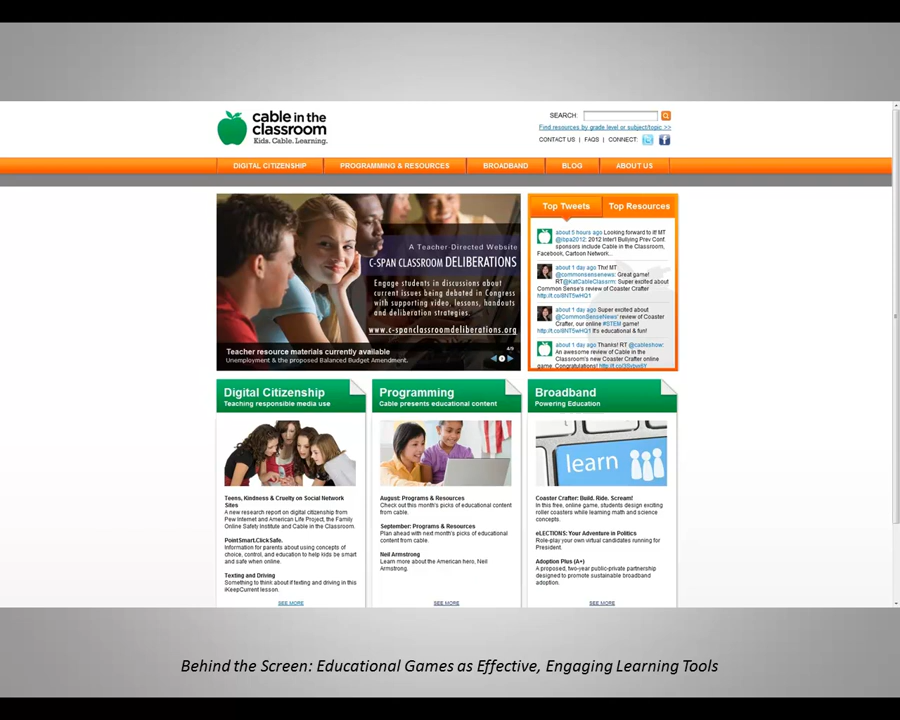 cable in the
classroom
Kids. Cable. Learning.
SEARCH:
Find resources by grade level or subject/topic >>
CONTACT US | FAQS | CONNECT:
DIGITAL CITIZENSHIP PROGRAMMING & RESOURCES BROADBAND BLOG ABOUT US
A Teacher-Directed Website
C-SPAN CLASSROOM DELIBERATIONS
Engage students in discussions about
current issues being debated in Congress
with supporting video, lessons, handouts
and deliberation strategies.
www.c-spanclassroomdeliberations.org
Teacher resource materials currently available
Unemployment & the proposed Balanced Budget Amendment.
4/9
Top Tweets Top Resources
about 5 hours ago Looking forward to it! MT
@ibpa2012: 2012 Inter'l Bullying Prev Conf
sponsors include Cable in the Classroom,
Facebook, Cartoon Network...
about 1 day ago Thx! MT
@commonsensenews: Great game!
RT@KatCableClassrm: Super excited about
Common Sense's review of Coaster Crafter
http://t.co/8NT5wHQ1
about 1 day ago Super excited about
@CommonSenseNews' review of Coaster
Crafter, our online #STEM game!
http://t.co/8NT5wHQ1 It's educational & fun!
about 1 day ago Thanks! RT @cableshow:
An awesome review of Cable in the
Classroom's new Coaster Crafter online
game. Congratulations!
Digital Citizenship
Teaching responsible media use
Teens, Kindness & Cruelty on Social Network
Sites
A new research report on digital citizenship from
Pew Internet and American Life Project, the Family
Online Safety Institute and Cable in the Classroom.
PointSmart.ClickSafe.
Information for parents about using concepts of
choice, control, and education to help kids be smart
and safe when online.
Texting and Driving
Something to think about if texting and driving in this
iKeepCurrent lesson.
SEE MORE
Programming
Cable presents educational content
August: Programs & Resources
Check out this month's picks of educational content
from cable.
September: Programs & Resources
Plan ahead with next month's picks of educational
content from cable.
Neil Armstrong
Learn more about the American hero, Neil
Armstrong.
SEE MORE
Broadband
Powering Education
learn
Coaster Crafter: Build. Ride. Scream!
In this free, online game, students design exciting
roller coasters while learning math and science
concepts.
eLECTIONS: Your Adventure in Politics
Role-play your own virtual candidates running for
President.
Adoption Plus (A+)
A proposed, two-year public-private partnership
designed to promote sustainable broadband
adoption.
SEE MORE
Behind the Screen: Educational Games as Effective, Engaging Learning Tools